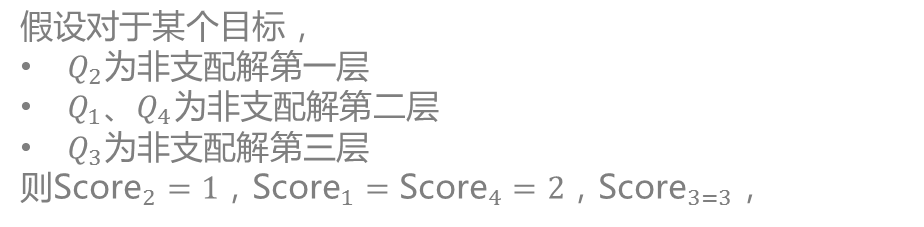 假设对于某个目标，
• Q₂为非支配解第一层
• Q₁、Q₄为非支配解第二层
• Q₃为非支配解第三层
则Score₂ = 1，Score₁ = Score₄ = 2，Score₃₌₃，